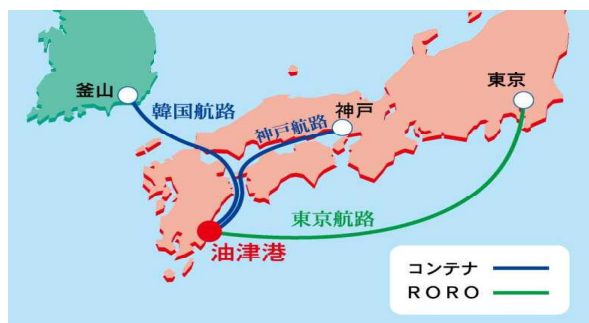 東京
釜山
神戸
韓国航路
神戸航路
東京航路
油津港
コンテナ
RORO